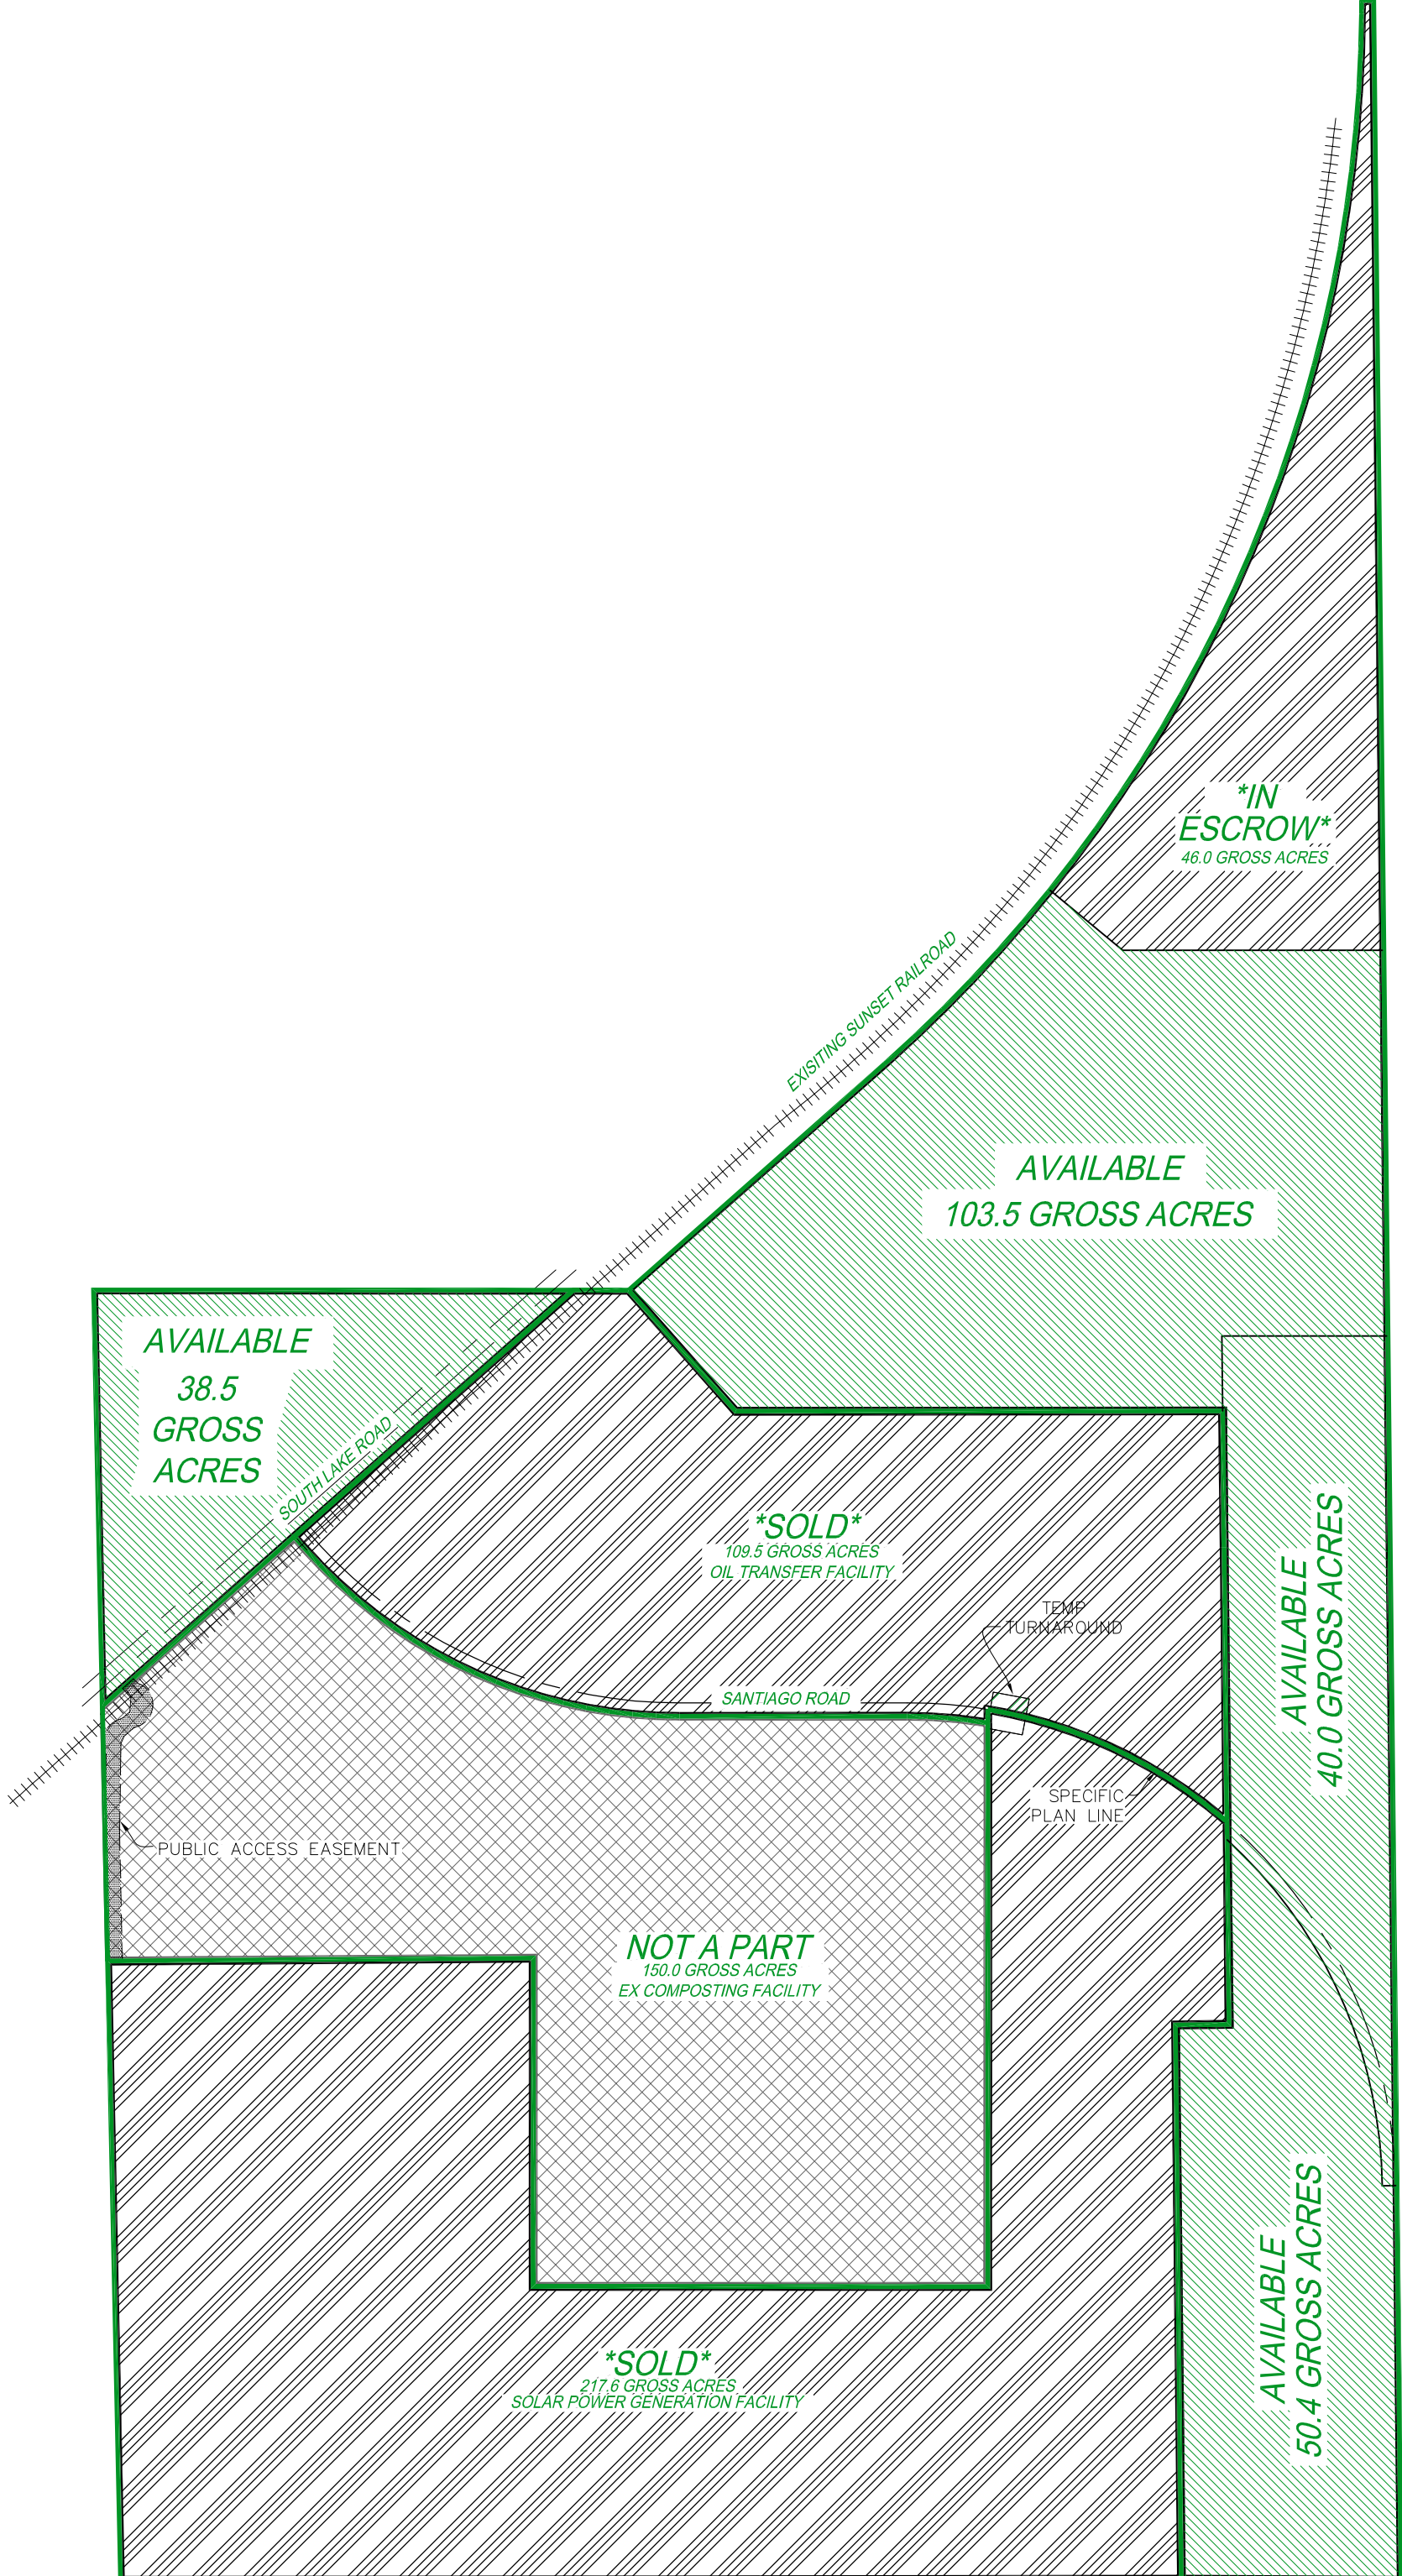 *IN
ESCROW*
46.0 GROSS ACRES
EXISITING SUNSET RAILROAD
AVAILABLE
103.5 GROSS ACRES
AVAILABLE
38.5
GROSS
ACRES
SOUTH LAKE ROAD
*SOLD*
109.5 GROSS ACRES
OIL TRANSFER FACILITY
AVAILABLE
40.0 GROSS ACRES
TEMP
TURNAROUND
SANTIAGO ROAD
SPECIFIC
PLAN LINE
PUBLIC ACCESS EASEMENT
NOT A PART
150.0 GROSS ACRES
EX COMPOSTING FACILITY
AVAILABLE
50.4 GROSS ACRES
*SOLD*
217.6 GROSS ACRES
SOLAR POWER GENERATION FACILITY